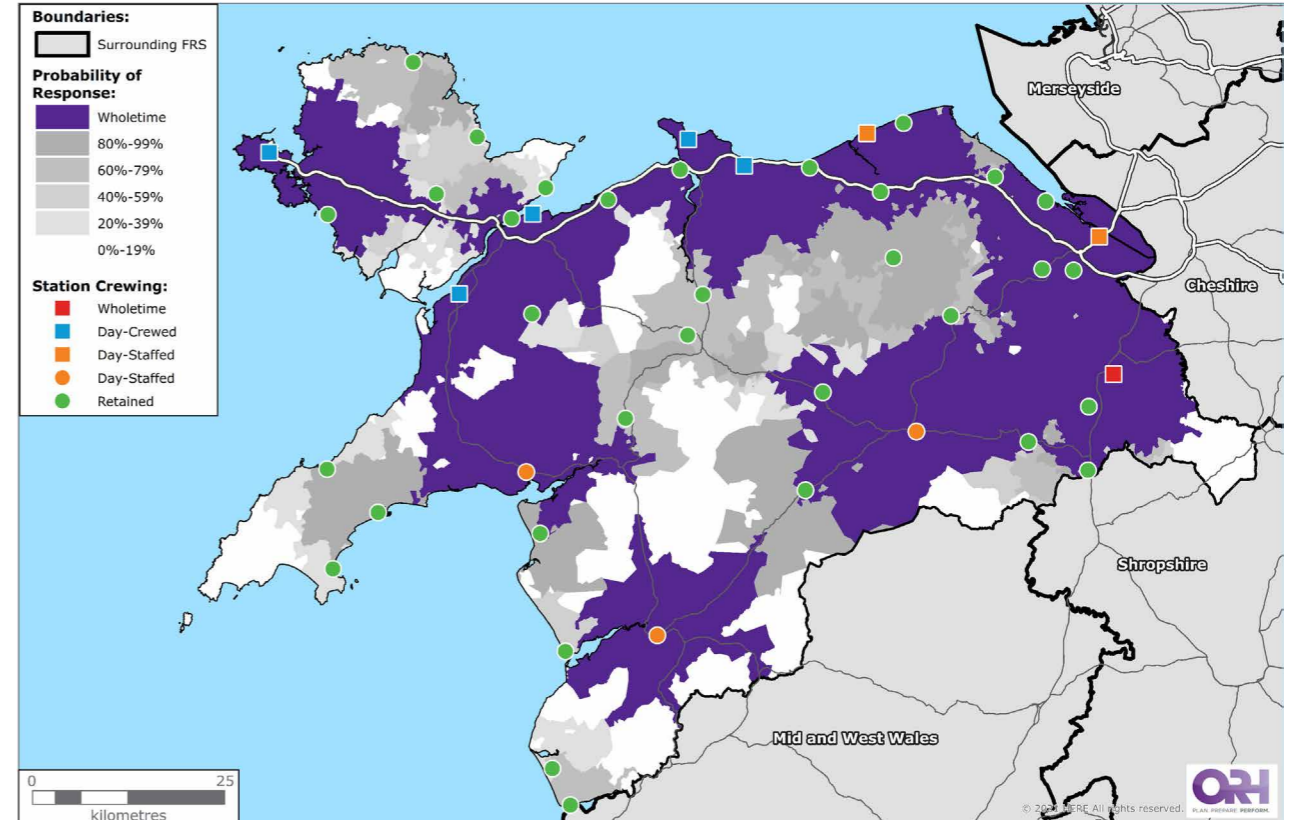 Boundaries:
Surrounding FRS
Probability of
Response:
Wholetime
80%-99%
60%-79%
40%-59%
20%-39%
0%-19%
Station Crewing:
Wholetime
Day-Crewed
Day-Staffed
Day-Staffed
Retained
Merseyside
Cheshire
Shropshire
Mid and West Wales
0 25
kilometres
© 2021 HERE All rights reserved.
ORH
PLAN. PREPARE. PERFORM.